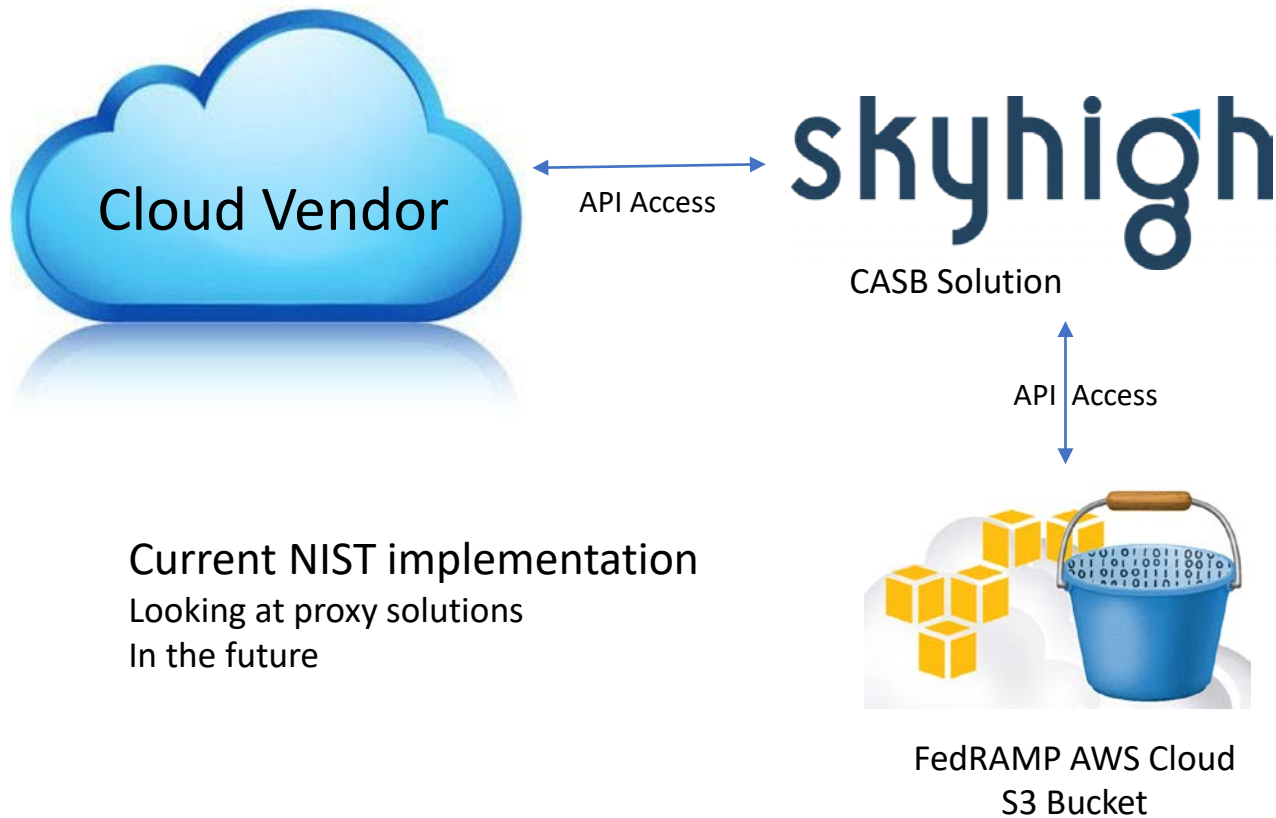 Cloud Vendor
API Access
skyhigh
CASB Solution
API Access
Current NIST implementation
Looking at proxy solutions
In the future
FedRAMP AWS Cloud
S3 Bucket